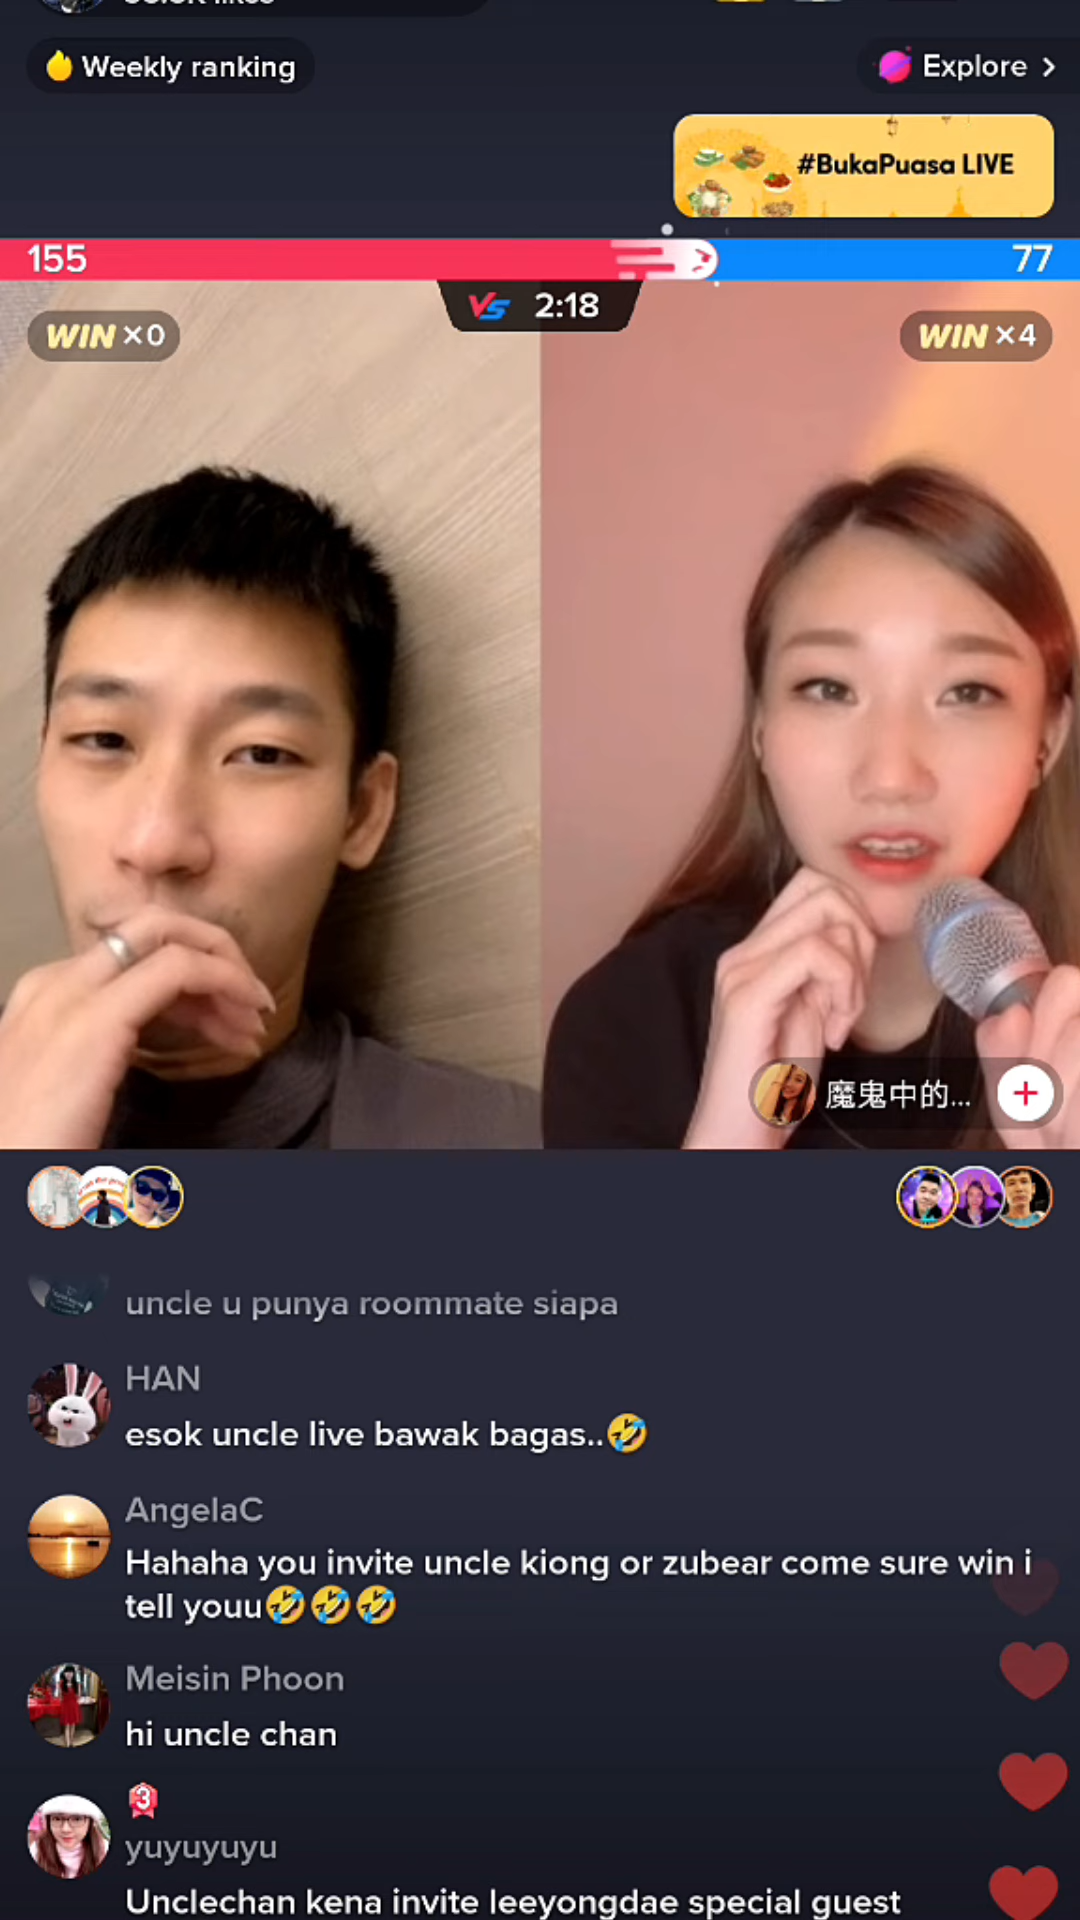 Weekly ranking
Explore
#BukaPuasa LIVE
155
77
VS 2:18
WIN ×0
WIN ×4
魔鬼中的...
uncle u punya roommate siapa
HAN
esok uncle live bawak bagas..🤣
AngelaC
Hahaha you invite uncle kiong or zubear come sure win i
tell youu🤣🤣🤣
Meisin Phoon
hi uncle chan
3
yuyuyuyu
Unclechan kena invite leeyongdae special guest